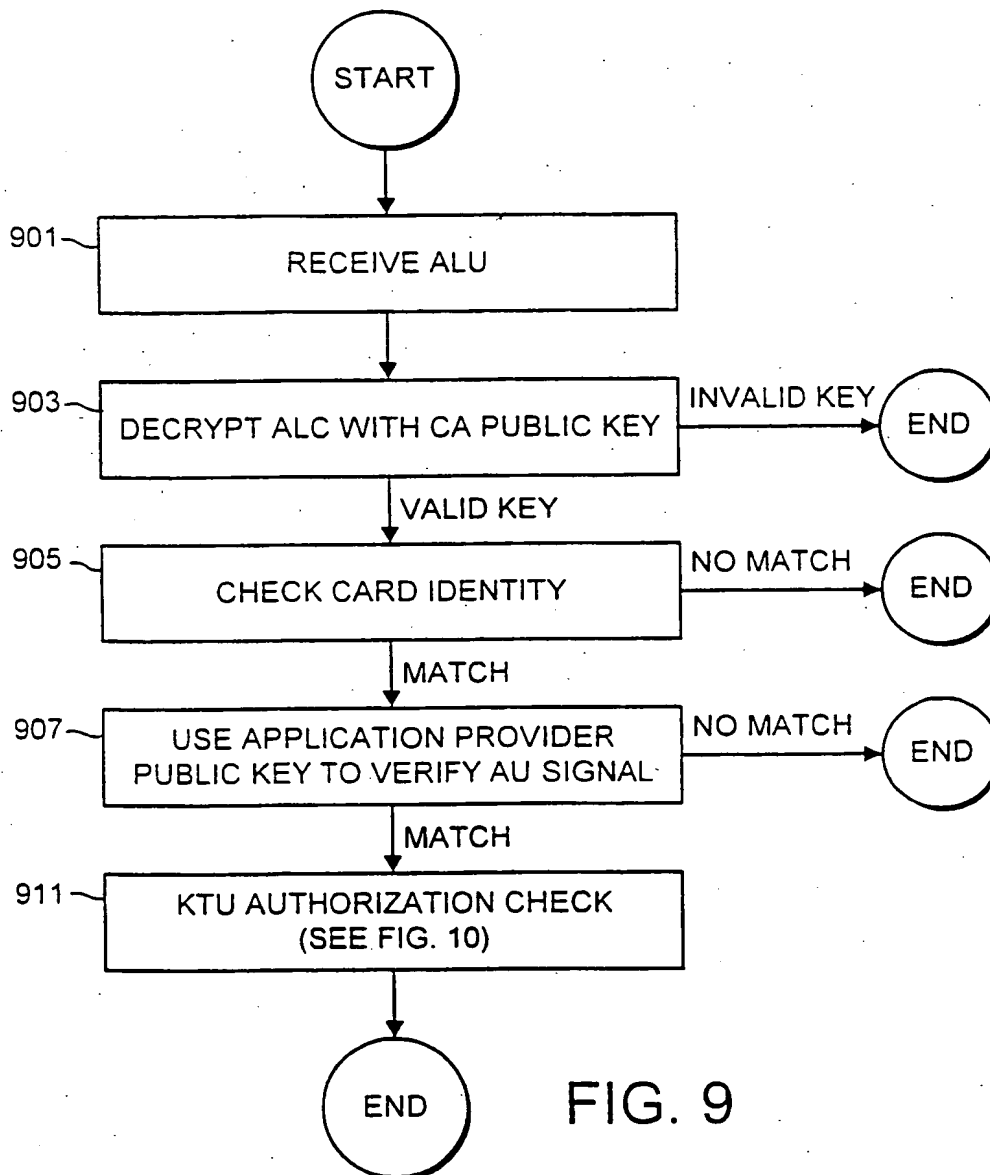 START
901
RECEIVE ALU
903
DECRYPT ALC WITH CA PUBLIC KEY
INVALID KEY
END
VALID KEY
905
CHECK CARD IDENTITY
NO MATCH
END
MATCH
907
USE APPLICATION PROVIDER
PUBLIC KEY TO VERIFY AU SIGNAL
NO MATCH
END
MATCH
911
KTU AUTHORIZATION CHECK
(SEE FIG. 10)
END
FIG. 9